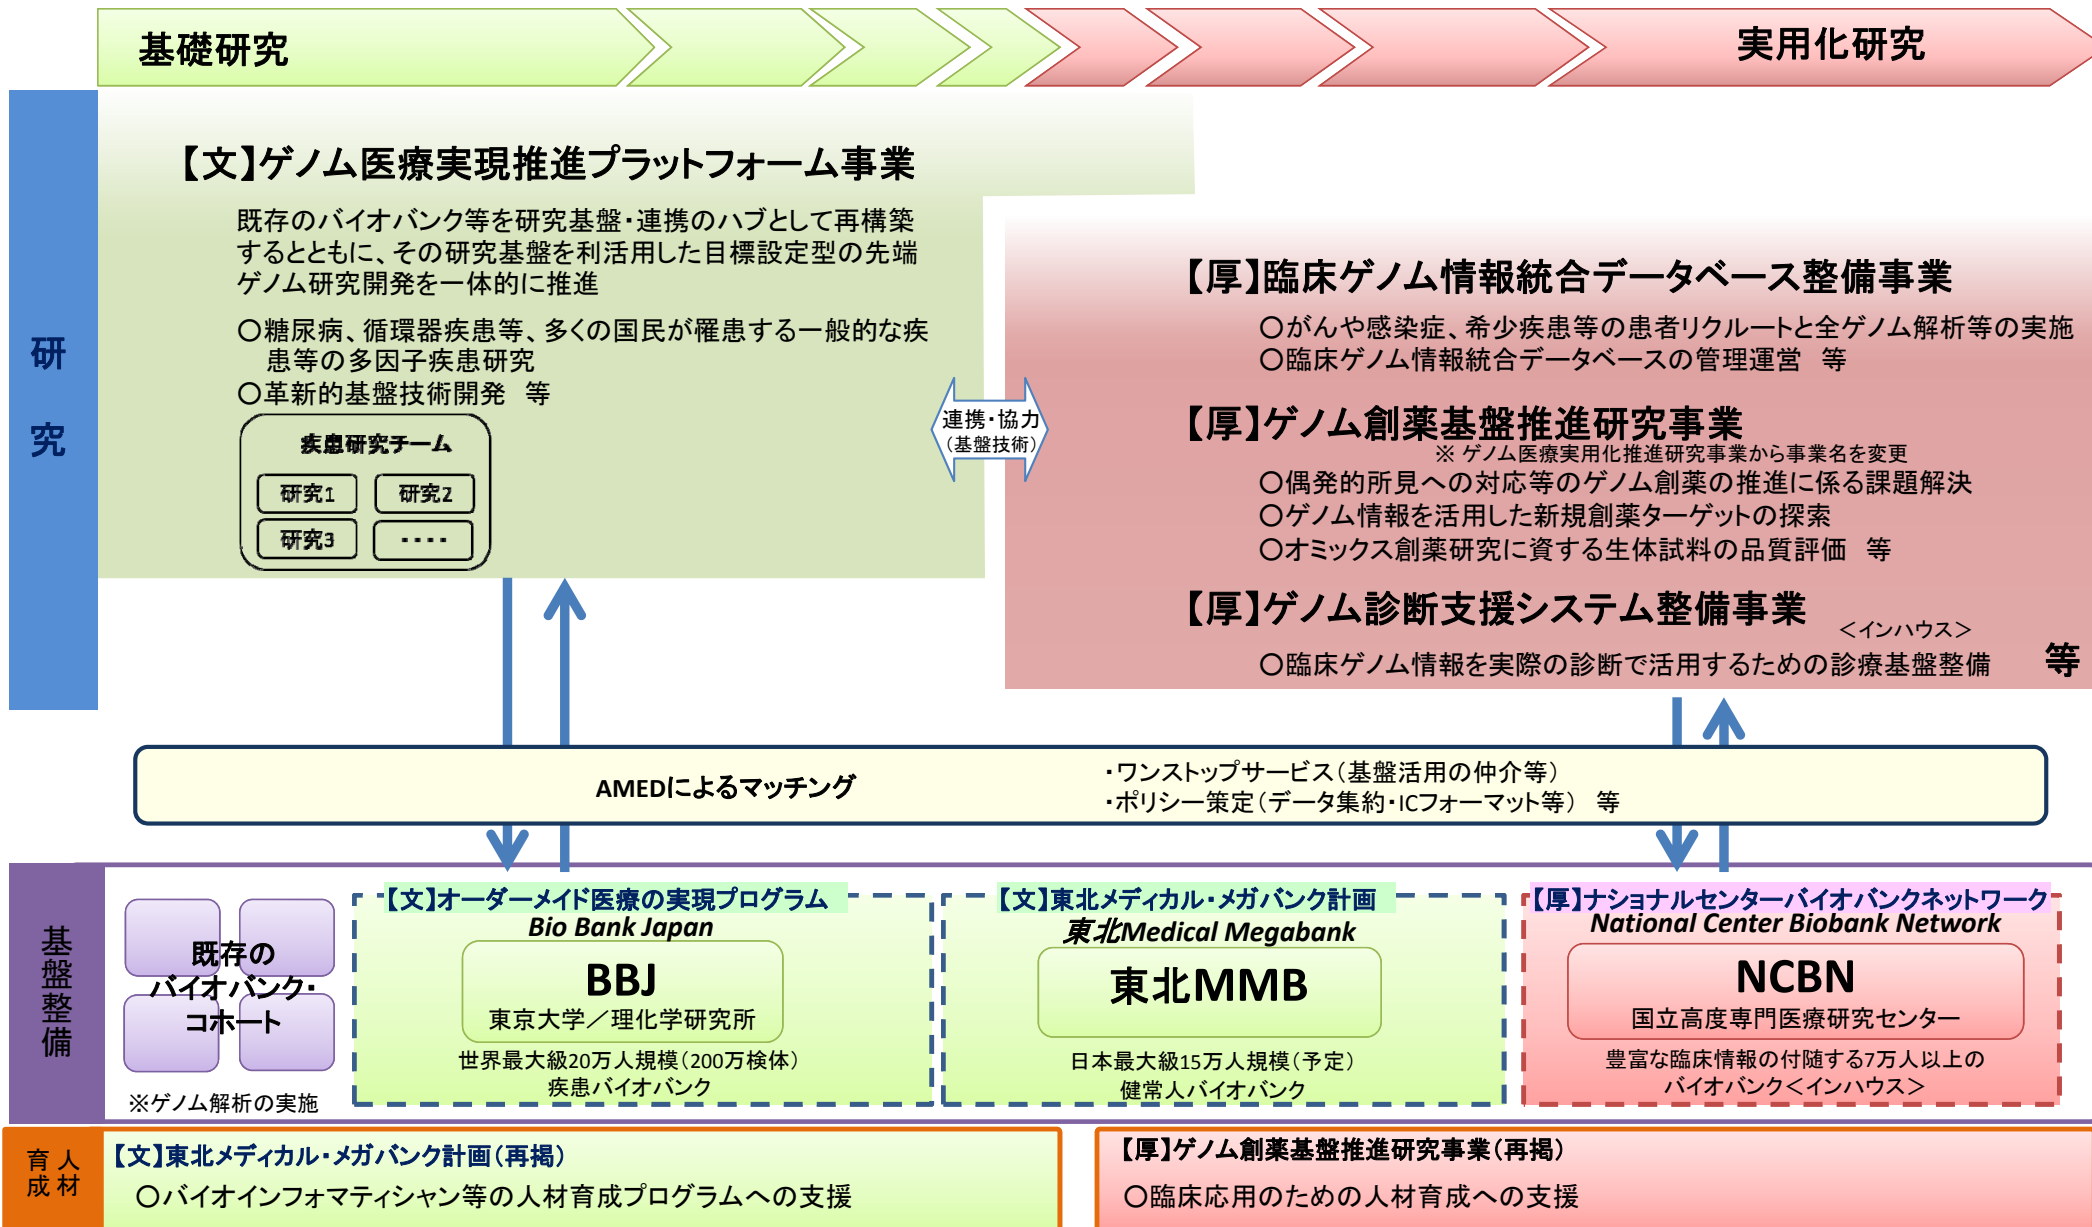 基礎研究
実用化研究
研究
【文】ゲノム医療実現推進プラットフォーム事業
既存のバイオバンク等を研究基盤・連携のハブとして再構築
するとともに、その研究基盤を利活用した目標設定型の先端
ゲノム研究開発を一体的に推進
○糖尿病、循環器疾患等、多くの国民が罹患する一般的な疾
患等の多因子疾患研究
○革新的基盤技術開発　等
疾患研究チーム
研究1
研究2
研究3
・・・・
連携・協力
（基盤技術）
【厚】臨床ゲノム情報統合データベース整備事業
○がんや感染症、希少疾患等の患者リクルートと全ゲノム解析等の実施
○臨床ゲノム情報統合データベースの管理運営　等
【厚】ゲノム創薬基盤推進研究事業
※ ゲノム医療実用化推進研究事業から事業名を変更
○偶発的所見への対応等のゲノム創薬の推進に係る課題解決
○ゲノム情報を活用した新規創薬ターゲットの探索
○オミックス創薬研究に資する生体試料の品質評価　等
【厚】ゲノム診断支援システム整備事業
＜インハウス＞
○臨床ゲノム情報を実際の診断で活用するための診療基盤整備
等
AMEDによるマッチング
・ワンストップサービス（基盤活用の仲介等）
・ポリシー策定（データ集約・ICフォーマット等）　等
基盤整備
既存の
バイオバンク・
コホート
※ゲノム解析の実施
【文】オーダーメイド医療の実現プログラム
Bio Bank Japan
BBJ
東京大学／理化学研究所
世界最大級20万人規模（200万検体）
疾患バイオバンク
【文】東北メディカル・メガバンク計画
東北Medical Megabank
東北MMB
日本最大級15万人規模（予定）
健常人バイオバンク
【厚】ナショナルセンターバイオバンクネットワーク
National Center Biobank Network
NCBN
国立高度専門医療研究センター
豊富な臨床情報の付随する7万人以上の
バイオバンク＜インハウス＞
人材
育成
【文】東北メディカル・メガバンク計画（再掲）
○バイオインフォマティシャン等の人材育成プログラムへの支援
【厚】ゲノム創薬基盤推進研究事業（再掲）
○臨床応用のための人材育成への支援